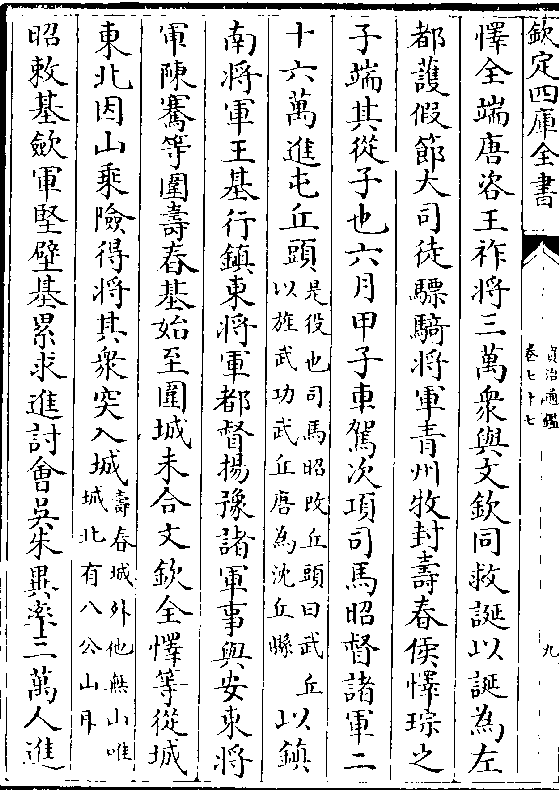 欽定四庫全書
資治通鑑
卷七十七
九
懌全端唐咨王祚將三萬衆與文欽同救誕以誕為左
都䕶假節大司徒驃騎將軍青州牧封壽春侯懌琮之
子端其從子也六月甲子車駕次項司馬昭督諸軍二
十六萬進屯丘頭是役也司馬昭改丘頭曰武丘以旌武功武丘唐為沈丘縣以鎮
南將軍王基行鎮東將軍都督揚豫諸軍事與安東將
軍陳騫等圍壽春基始至圍城未合文欽全懌等從城
東北因山乘險得將其衆突入城壽春城外他無山唯城北有八公山耳
昭敕基歛軍堅壁基累求進討會吳朱異率三萬人進